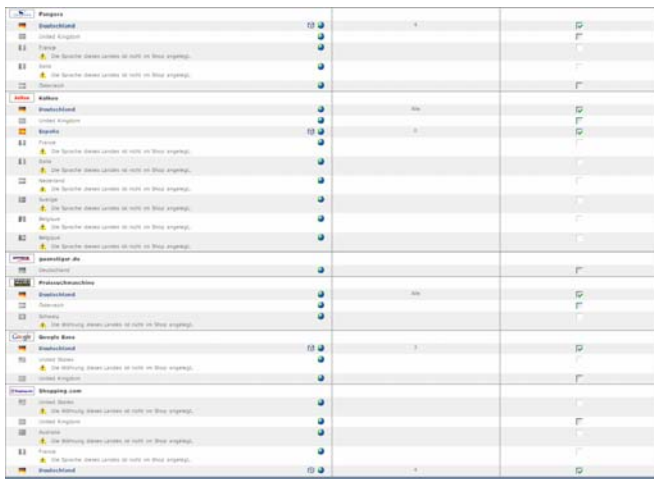 Pangora
Deutschland 4
United Kingdom
France
Die Sprache dieses Landes ist nicht im Shop angelegt.
Italia
Die Sprache dieses Landes ist nicht im Shop angelegt.
Österreich
Kelkoo
Deutschland Alle
United Kingdom
España 0
France
Die Sprache dieses Landes ist nicht im Shop angelegt.
Italia
Die Sprache dieses Landes ist nicht im Shop angelegt.
Nederland
Die Sprache dieses Landes ist nicht im Shop angelegt.
Sverige
Die Sprache dieses Landes ist nicht im Shop angelegt.
Belgique
Die Sprache dieses Landes ist nicht im Shop angelegt.
Belgique
Die Sprache dieses Landes ist nicht im Shop angelegt.
guenstiger.de
Deutschland
Preissuchmaschine
Deutschland Alle
Österreich
Schweiz
Die Währung dieses Landes ist nicht im Shop angelegt.
Google Google Base
Deutschland
United States
Die Währung dieses Landes ist nicht im Shop angelegt.
United Kingdom
Shopping.com
United States
Die Währung dieses Landes ist nicht im Shop angelegt.
United Kingdom
Australia
Die Währung dieses Landes ist nicht im Shop angelegt.
France
Die Sprache dieses Landes ist nicht im Shop angelegt.
Deutschland 4